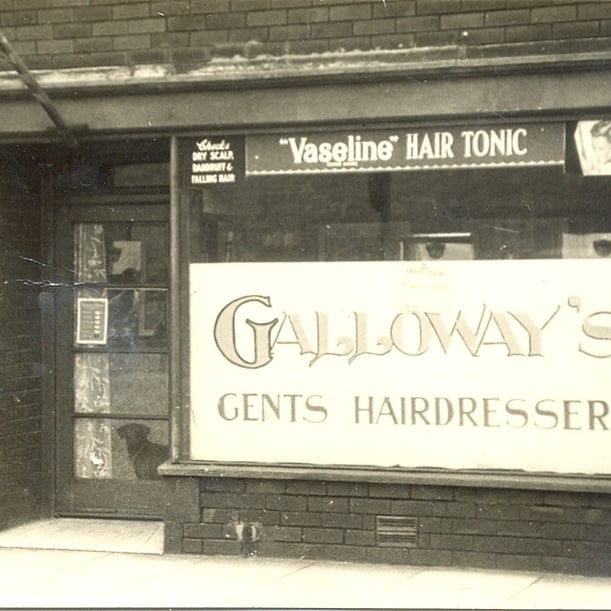 Checks
DRY SCALP,
DANDRUFF &
FALLING HAIR
"Vaseline" HAIR TONIC
GALLOWAY'S
GENTS HAIRDRESSER